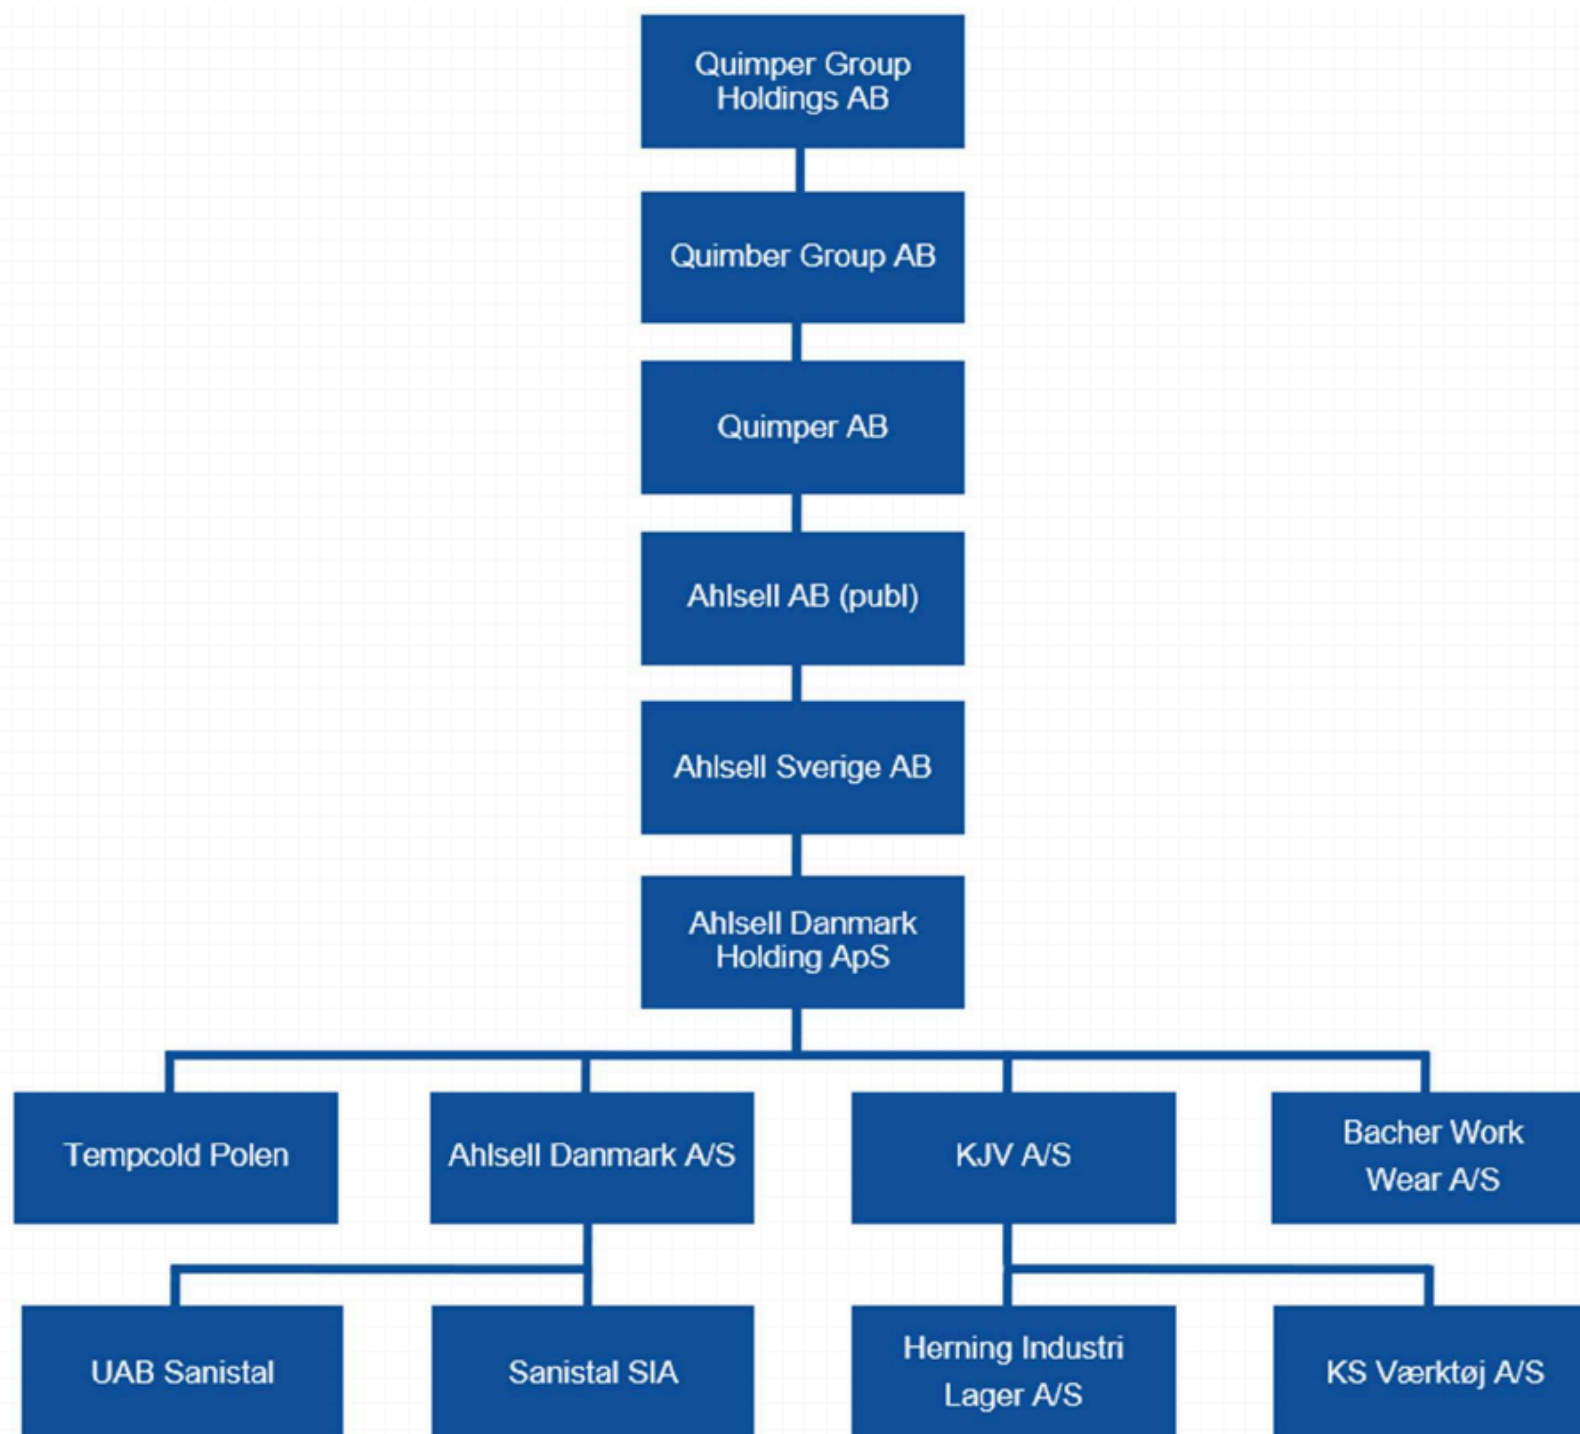 Quimper Group
Holdings AB
Quimber Group AB
Quimper AB
Ahlsell AB (publ)
Ahlsell Sverige AB
Ahlsell Danmark
Holding ApS
Tempcold Polen
Ahlsell Danmark A/S
KJV A/S
Bacher Work
Wear A/S
UAB Sanistal
Sanistal SIA
Herning Industri
Lager A/S
KS Værktøj A/S